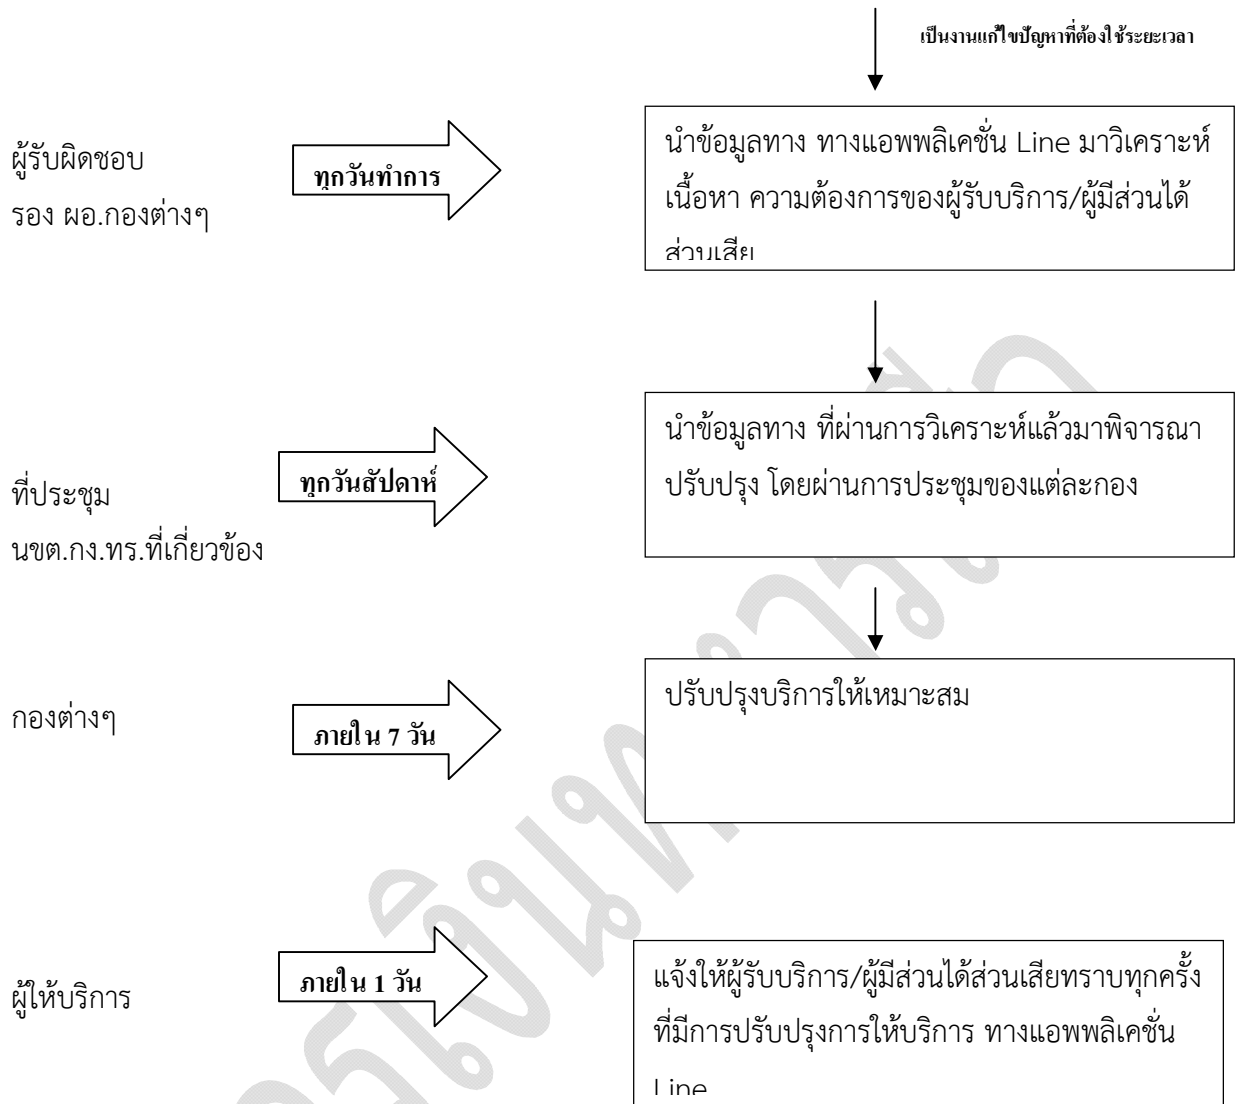 เป็นงานแก้ไขปัญหาที่ต้องใช้ระยะเวลา
ผู้รับผิดชอบ
รอง ผอ.กองต่างๆ
ทุกวันทำการ
นำข้อมูลทาง ทางแอพพลิเคชั่น Line มาวิเคราะห์
เนื้อหา ความต้องการของผู้รับบริการ/ผู้มีส่วนได้
ส่วนเสีย
ที่ประชุม
นขต.กง.ทร.ที่เกี่ยวข้อง
ทุกวันสัปดาห์
นำข้อมูลทาง ที่ผ่านการวิเคราะห์แล้วมาพิจารณา
ปรับปรุง โดยผ่านการประชุมของแต่ละกอง
กองต่างๆ
ภายใน 7 วัน
ปรับปรุงบริการให้เหมาะสม
ผู้ให้บริการ
ภายใน 1 วัน
แจ้งให้ผู้รับบริการ/ผู้มีส่วนได้ส่วนเสียทราบทุกครั้ง
ที่มีการปรับปรุงการให้บริการ ทางแอพพลิเคชั่น
Line